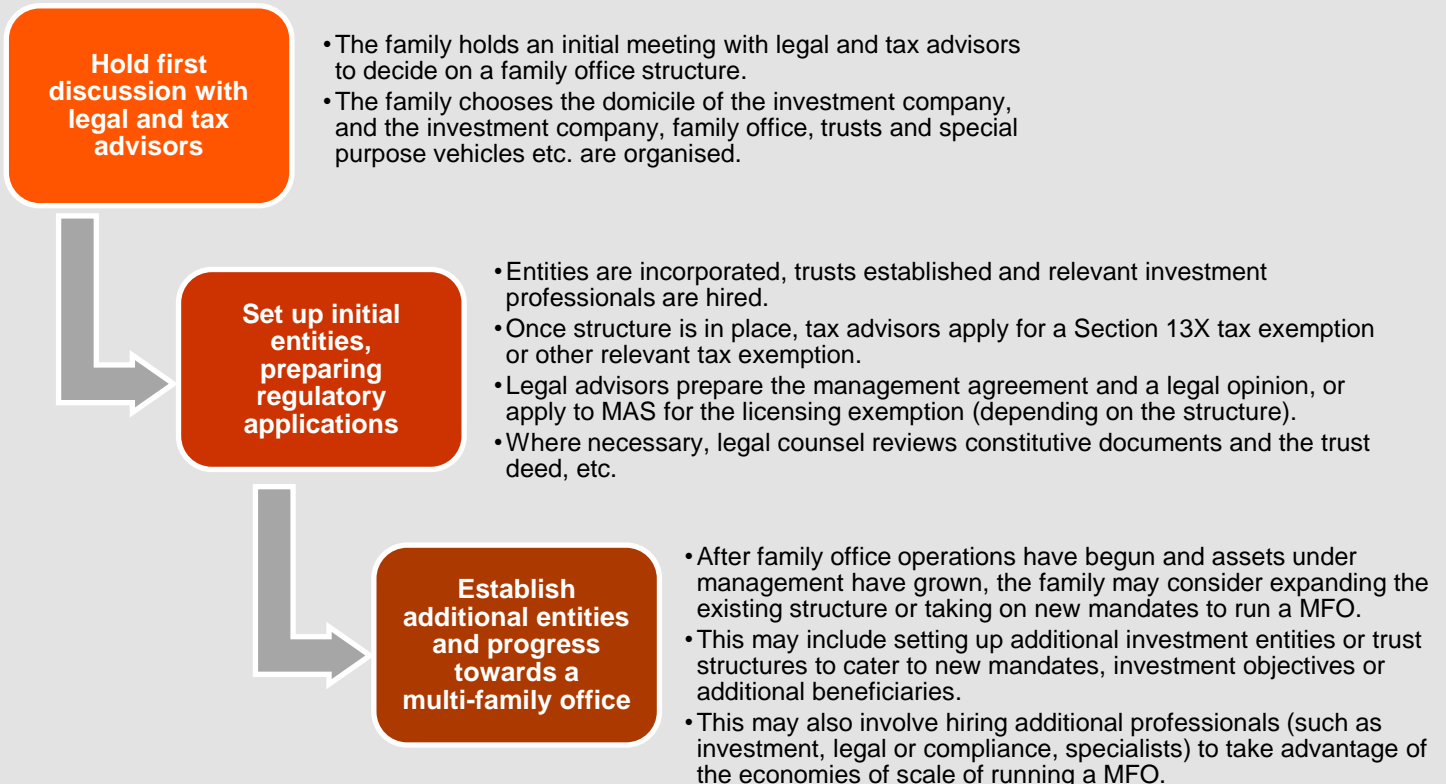 Hold first
discussion with
legal and tax
advisors
•The family holds an initial meeting with legal and tax advisors
to decide on a family office structure.
•The family chooses the domicile of the investment company,
and the investment company, family office, trusts and special
purpose vehicles etc. are organised.
Set up initial
entities,
preparing
regulatory
applications
•Entities are incorporated, trusts established and relevant investment
professionals are hired.
•Once structure is in place, tax advisors apply for a Section 13X tax exemption
or other relevant tax exemption.
•Legal advisors prepare the management agreement and a legal opinion, or
apply to MAS for the licensing exemption (depending on the structure).
•Where necessary, legal counsel reviews constitutive documents and the trust
deed, etc.
Establish
additional entities
and progress
towards a
multi-family office
•After family office operations have begun and assets under
management have grown, the family may consider expanding the
existing structure or taking on new mandates to run a MFO.
•This may include setting up additional investment entities or trust
structures to cater to new mandates, investment objectives or
additional beneficiaries.
•This may also involve hiring additional professionals (such as
investment, legal or compliance, specialists) to take advantage of
the economies of scale of running a MFO.